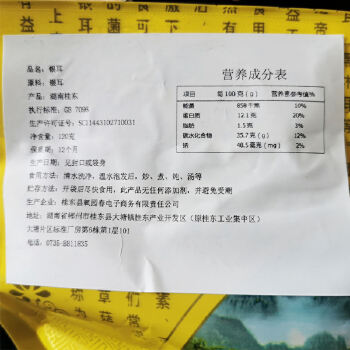 品名：银耳
原料：银耳
产品：湖南桂东
执行标准：GB 7096
生产许可证号：SC11443102710031
净含量：120克
保质期：12个月
生产日期：见封口或袋身
食用方法：清水洗净，温水泡发后，炒、煮、炖、汤等
贮存方法：开袋后尽快食用，此产品无任何添加剂，并避免受潮
生产企业：桂东县氧园春电子商务有限责任公司
地址：湖南省郴州市桂东县大塘镇桂东产业开发区（原桂东工业集中区）
大塘片区标准厂房第6栋第1层101
电话：0735-8811835
营养成分表
项目 每100克(g) 营养素参考值%
能量 859千焦 10%
蛋白质 12.1克 20%
脂肪 1.5克 3%
碳水化合物 35.7克 12%
钠 40.5毫克(mg) 2%